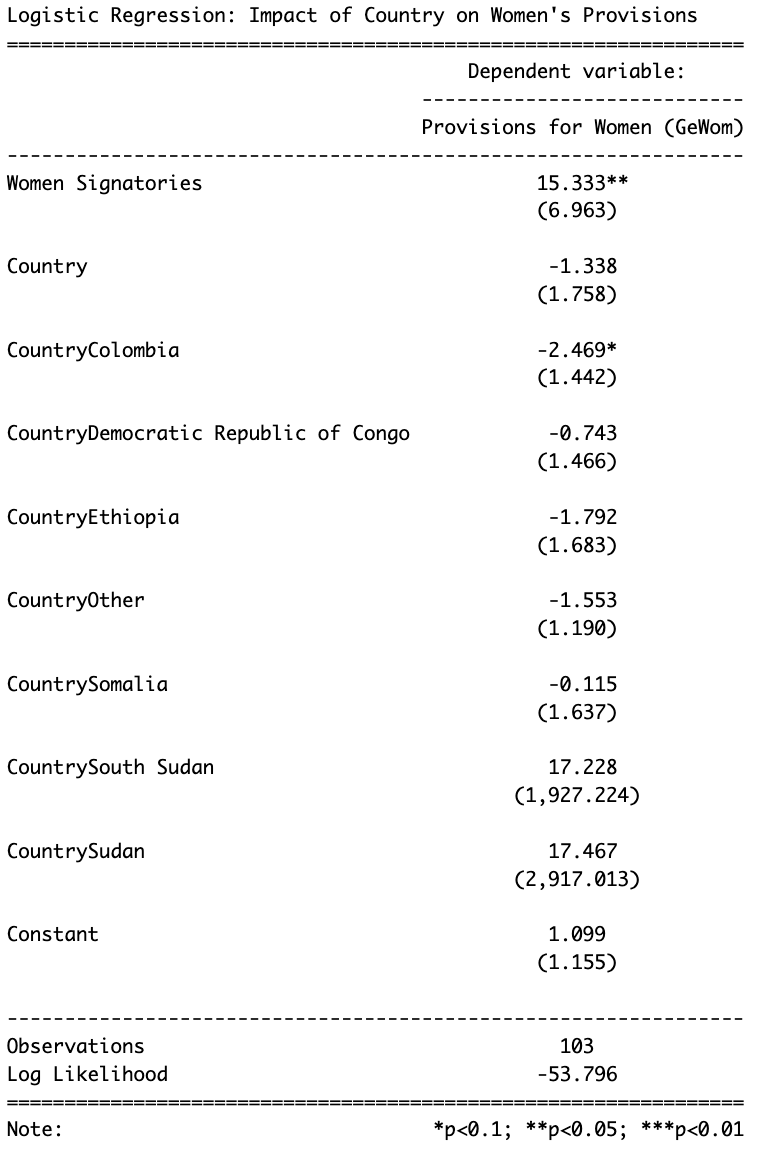 Logistic Regression: Impact of Country on Women's Provisions
================================================================
Dependent variable:
----------------------------
Provisions for Women (GeWom)
----------------------------------------------------------------
Women Signatories 15.333**
(6.963)
Country -1.338
(1.758)
CountryColombia -2.469*
(1.442)
CountryDemocratic Republic of Congo -0.743
(1.466)
CountryEthiopia -1.792
(1.683)
CountryOther -1.553
(1.190)
CountrySomalia -0.115
(1.637)
CountrySouth Sudan 17.228
(1,927.224)
CountrySudan 17.467
(2,917.013)
Constant 1.099
(1.155)
----------------------------------------------------------------
Observations 103
Log Likelihood -53.796
================================================================
Note: *p<0.1; **p<0.05; ***p<0.01